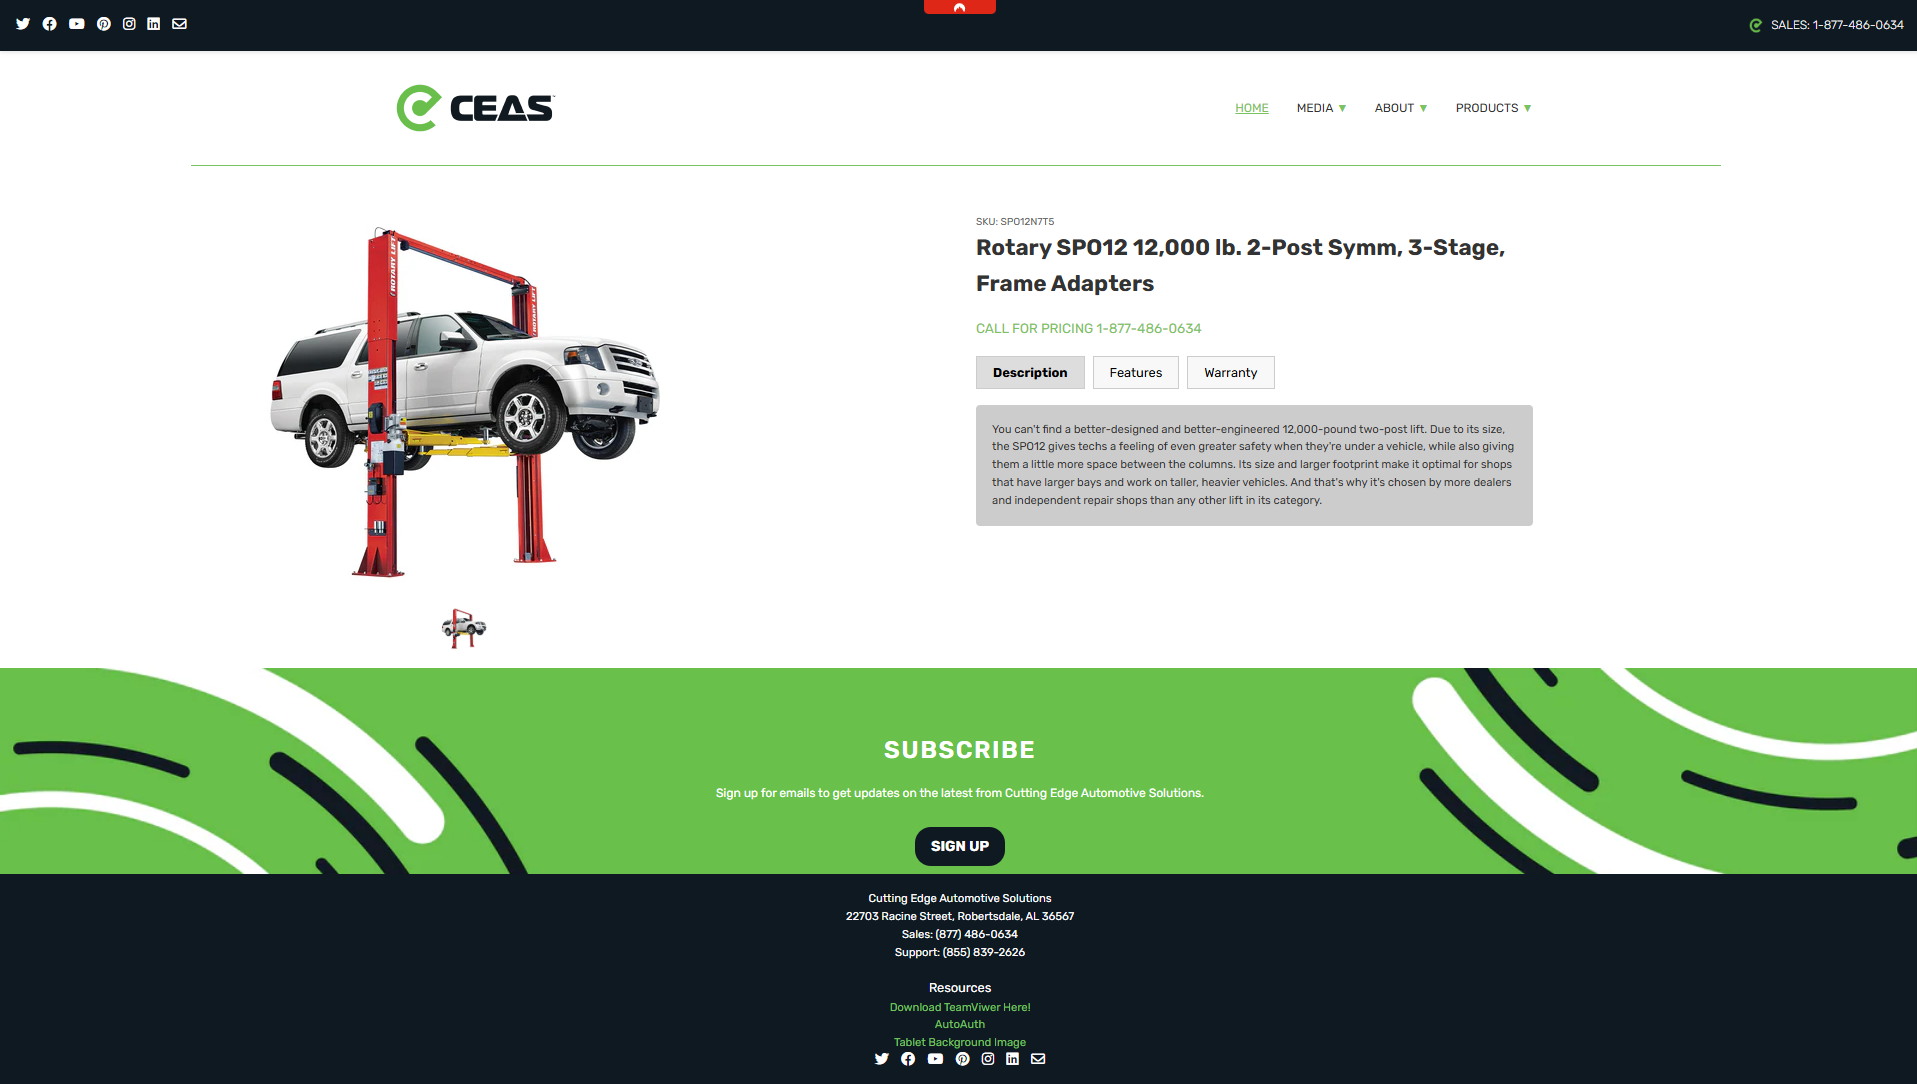 SALES: 1-877-486-0634
CEAS
HOME
MEDIA ▼
ABOUT ▼
PRODUCTS ▼
SKU: SPO12N7T5
Rotary SPO12 12,000 lb. 2-Post Symm, 3-Stage,
Frame Adapters
CALL FOR PRICING 1-877-486-0634
Description
Features
Warranty
You can't find a better-designed and better-engineered 12,000-pound two-post lift. Due to its size,
the SPO12 gives techs a feeling of even greater safety when they're under a vehicle, while also giving
them a little more space between the columns. Its size and larger footprint make it optimal for shops
that have larger bays and work on taller, heavier vehicles. And that's why it's chosen by more dealers
and independent repair shops than any other lift in its category.
ROTARY LIFT
ROTARY LIFT
SUBSCRIBE
Sign up for emails to get updates on the latest from Cutting Edge Automotive Solutions.
SIGN UP
Cutting Edge Automotive Solutions
22703 Racine Street, Robertsdale, AL 36567
Sales: (877) 486-0634
Support: (855) 839-2626
Resources
Download TeamViwer Here!
AutoAuth
Tablet Background Image